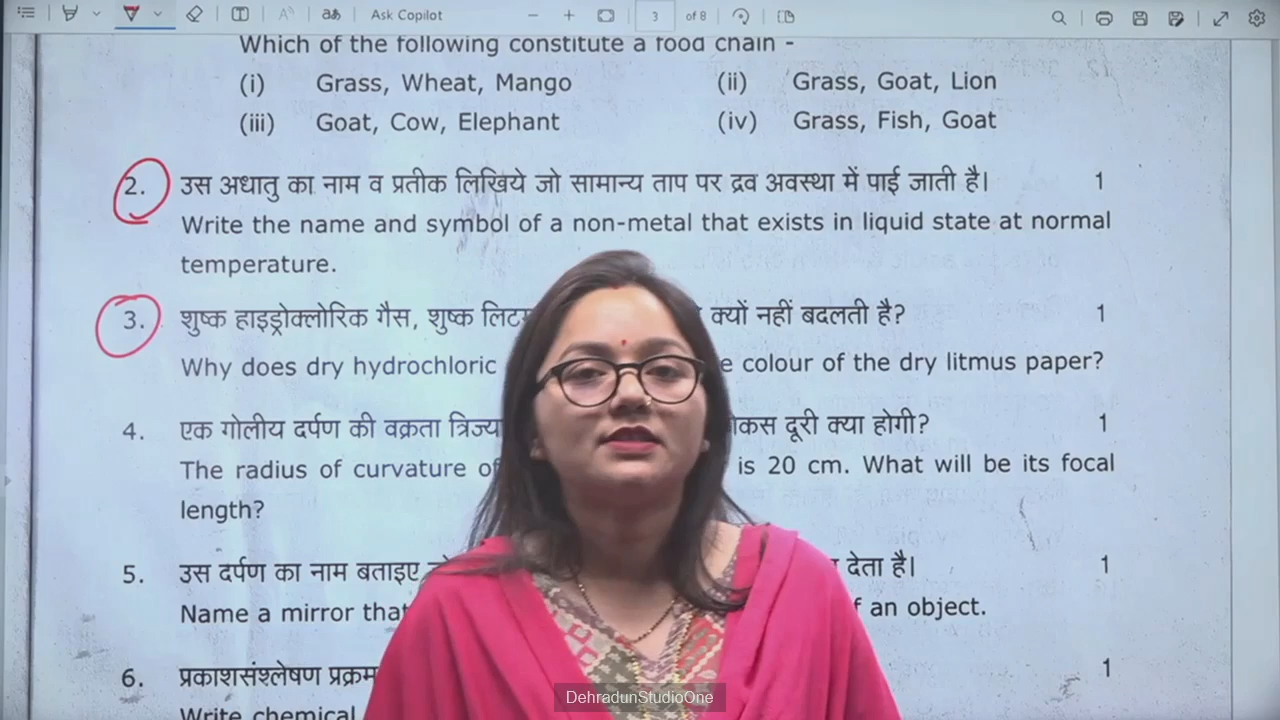 Ask Copilot
3 of 8
Which of the following constitute a food chain -
(i) Grass, Wheat, Mango (ii) Grass, Goat, Lion
(iii) Goat, Cow, Elephant (iv) Grass, Fish, Goat
2. उस अधातु का नाम व प्रतीक लिखिये जो सामान्य ताप पर द्रव अवस्था में पाई जाती है। 1
Write the name and symbol of a non-metal that exists in liquid state at normal
temperature.
3. शुष्क हाइड्रोक्लोरिक गैस, शुष्क क्यों नहीं बदलती है? 1
Why does dry hydrochloric colour of the dry litmus paper?
4. एक गोलीय दर्पण की वक्रता दूरी क्या होगी? 1
The radius of curvature is 20 cm. What will be its focal
length?
5. उस दर्पण का नाम बताइए देता है। 1
Name a mirror that an object.
6. प्रकाशसंश्लेषण 1
Write chemical
DehradunStudioOne